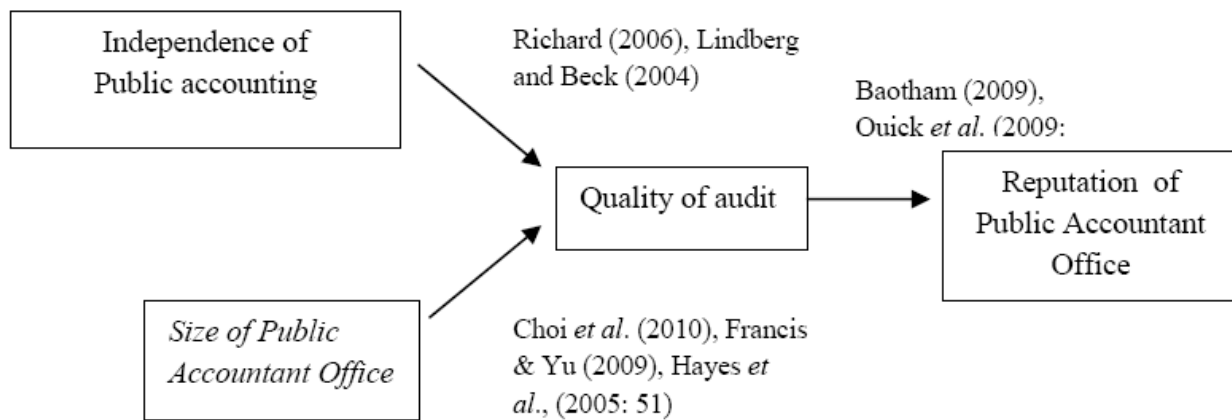 Independence of
Public accounting
Richard (2006), Lindberg
and Beck (2004)
Baotham (2009),
Quick et al. (2009:
Quality of audit
Reputation of
Public Accountant
Office
Size of Public
Accountant Office
Choi et al. (2010), Francis
& Yu (2009), Hayes et
al., (2005: 51)